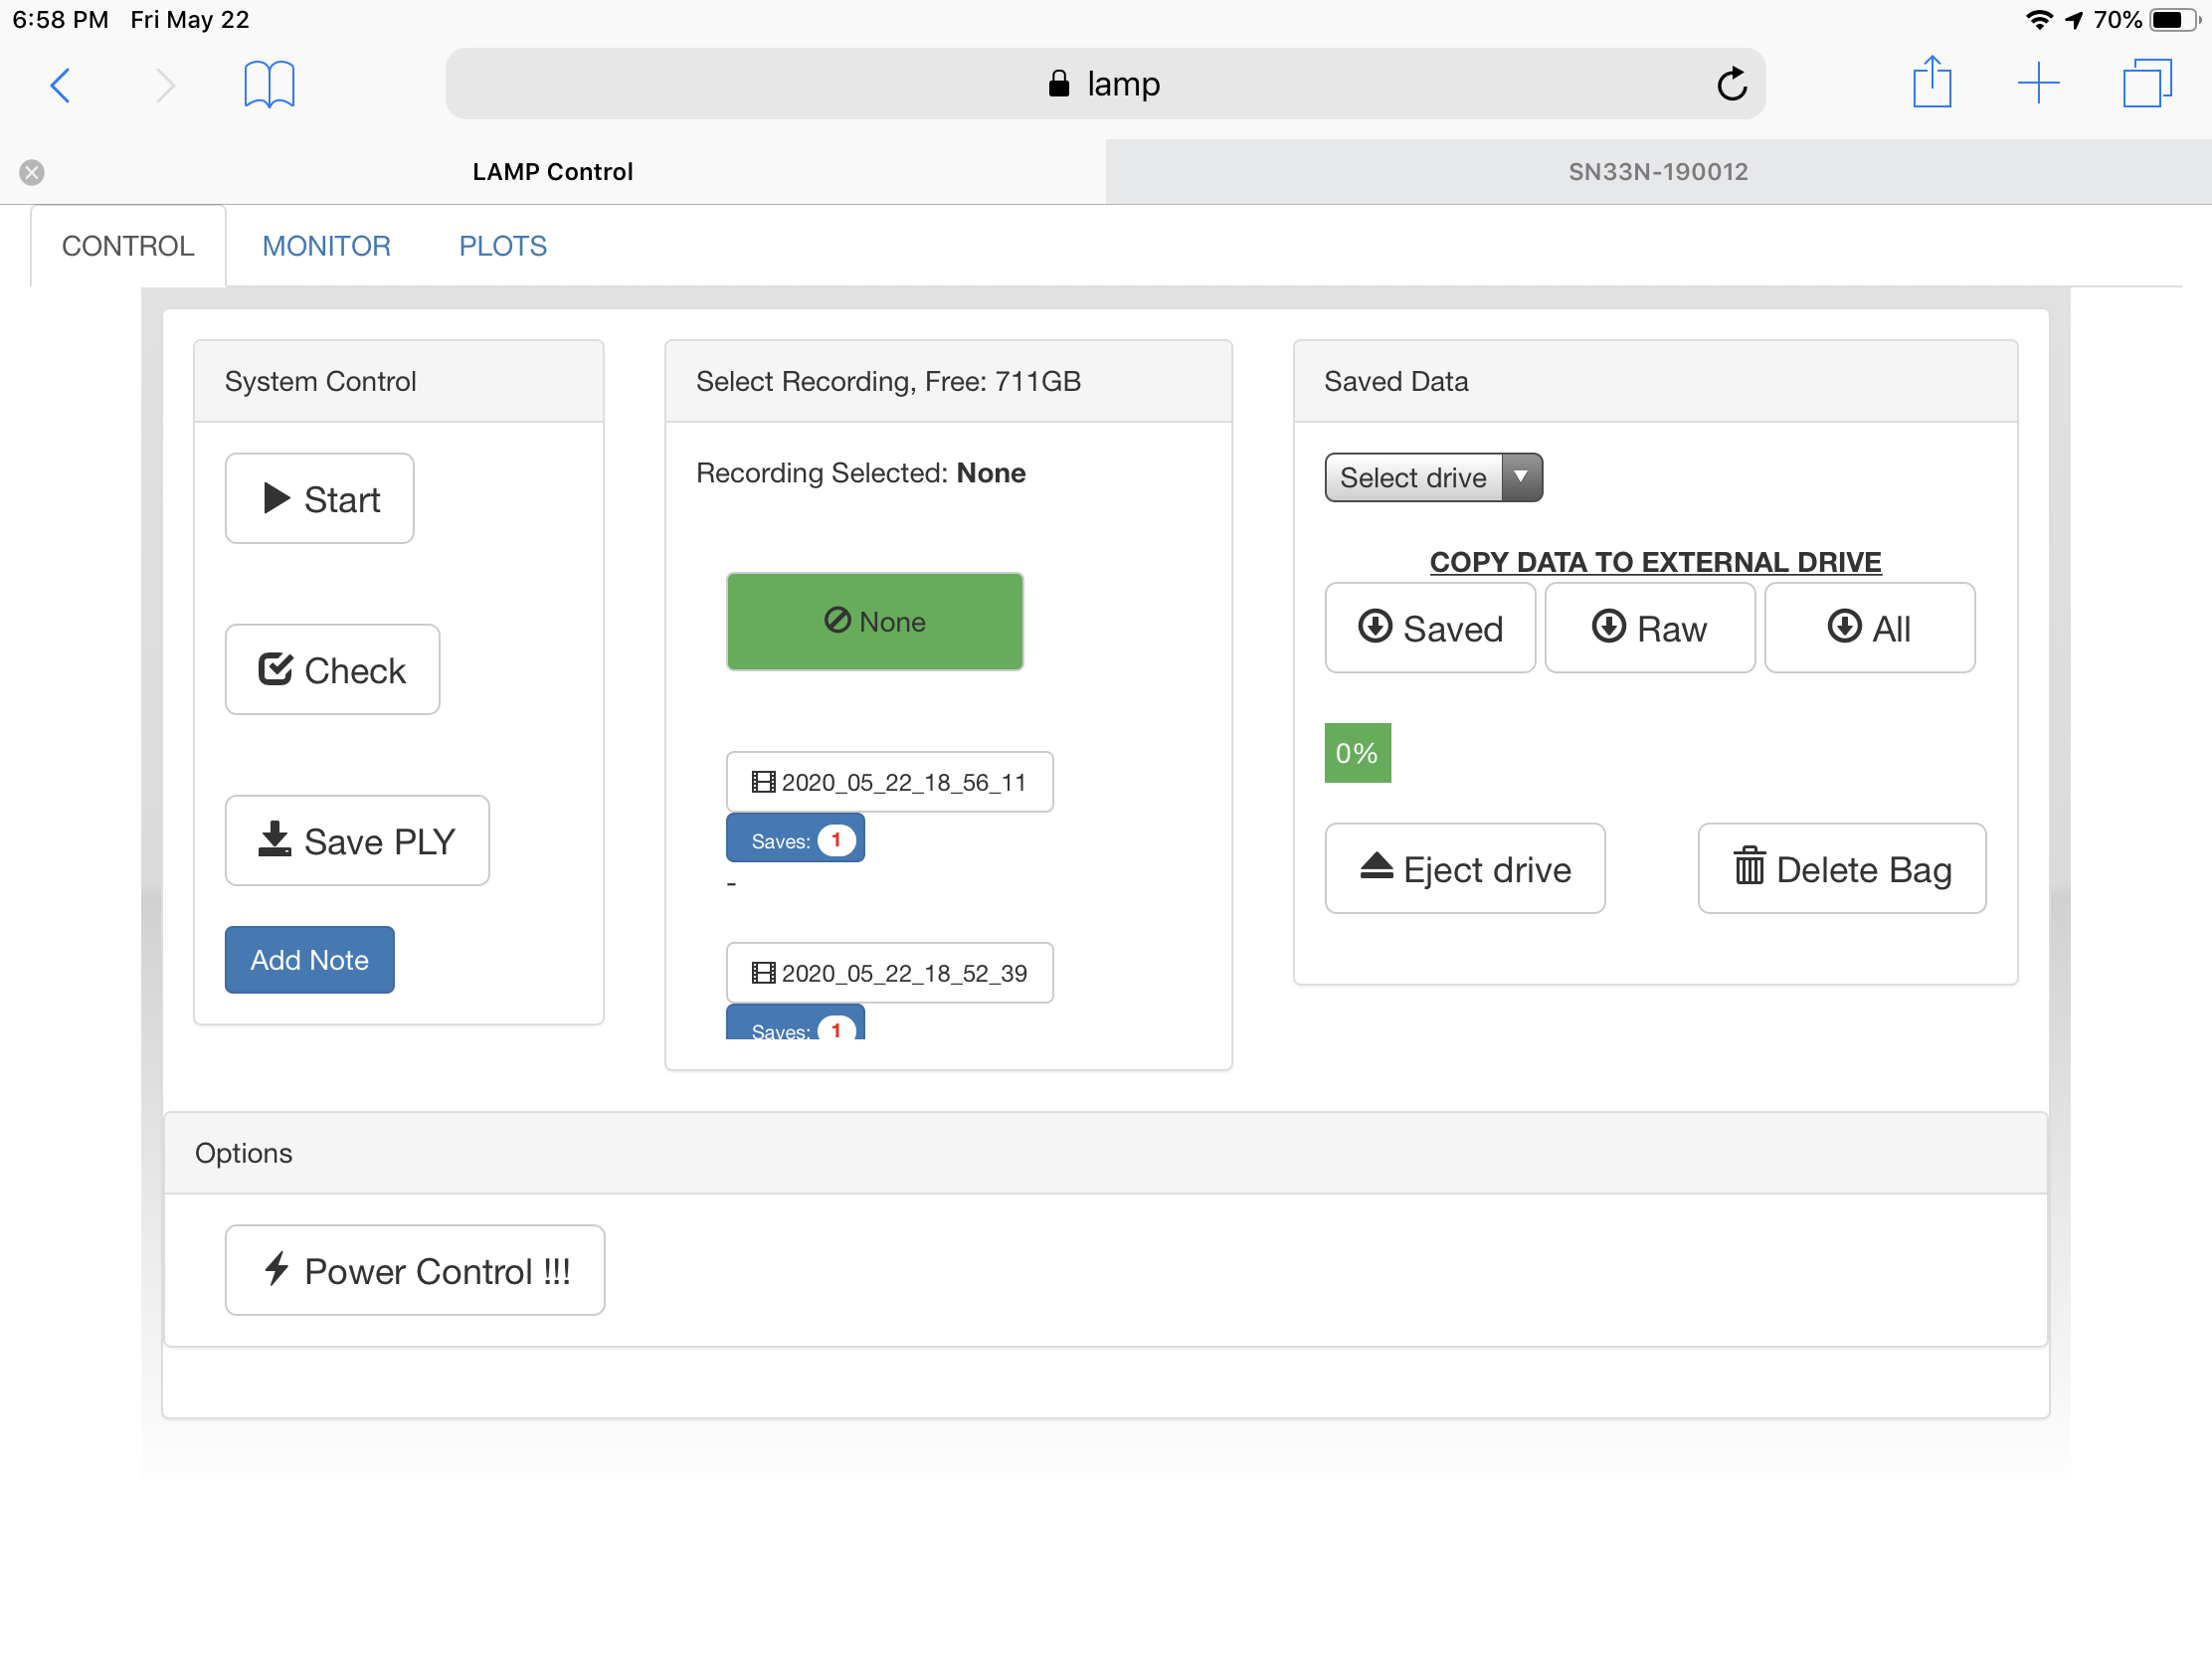 6:58 PM Fri May 22 70%
lamp
LAMP Control
SN33N-190012
CONTROL MONITOR PLOTS
System Control
Start
Check
Save PLY
Add Note
Select Recording, Free: 711GB
Recording Selected: None
None
2020_05_22_18_56_11
Saves: 1
-
2020_05_22_18_52_39
Saves: 1
Saved Data
Select drive
COPY DATA TO EXTERNAL DRIVE
Saved Raw All
0%
Eject drive Delete Bag
Options
Power Control !!!